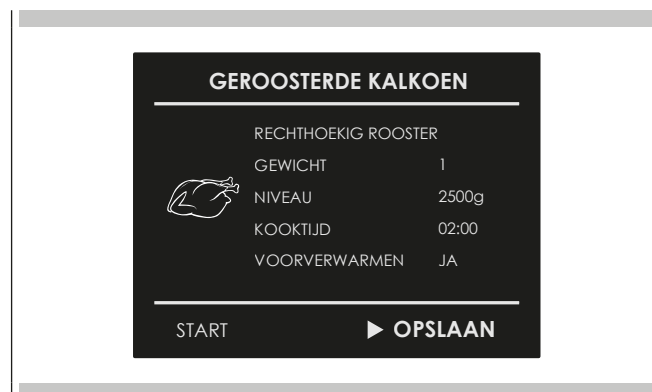 GEROOSTERDE KALKOEN
RECHTHOEKIG ROOSTER
GEWICHT 1
NIVEAU 2500g
KOOKTIJD 02:00
VOORVERWARMEN JA
START ▶ OPSLAAN